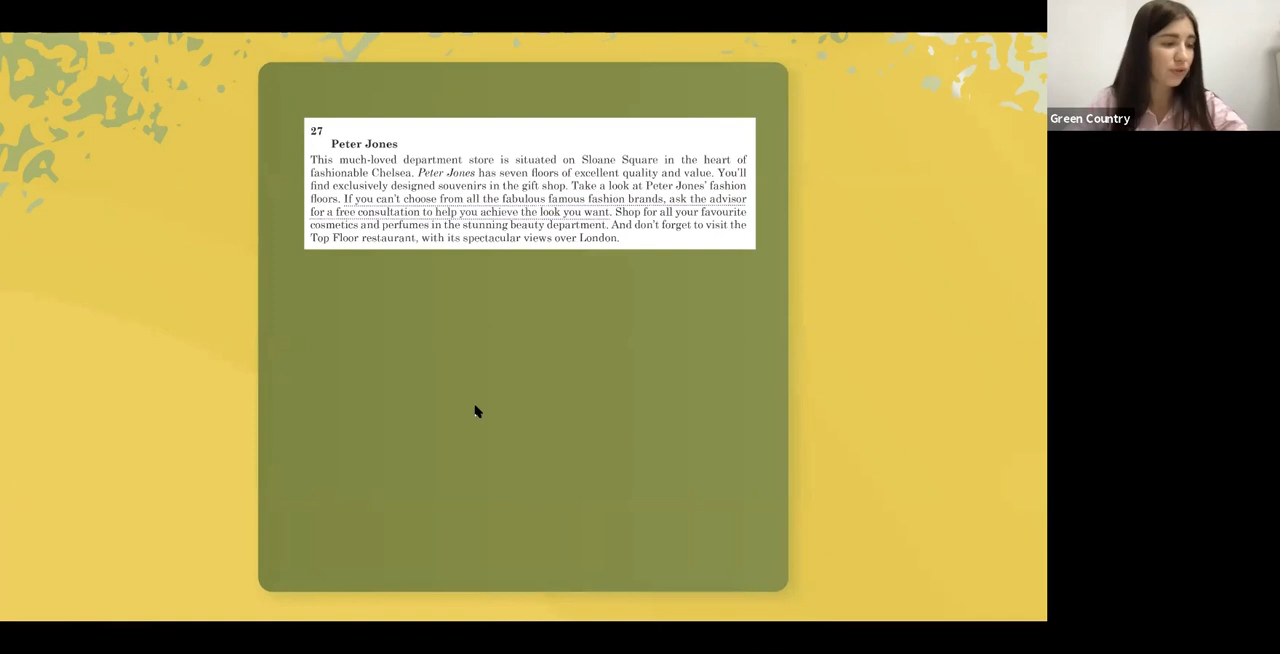 27
Peter Jones
This much-loved department store is situated on Sloane Square in the heart of
fashionable Chelsea. Peter Jones has seven floors of excellent quality and value. You'll
find exclusively designed souvenirs in the gift shop. Take a look at Peter Jones' fashion
floors. If you can't choose from all the fabulous famous fashion brands, ask the advisor
for a free consultation to help you achieve the look you want. Shop for all your favourite
cosmetics and perfumes in the stunning beauty department. And don't forget to visit the
Top Floor restaurant, with its spectacular views over London.
Green Country